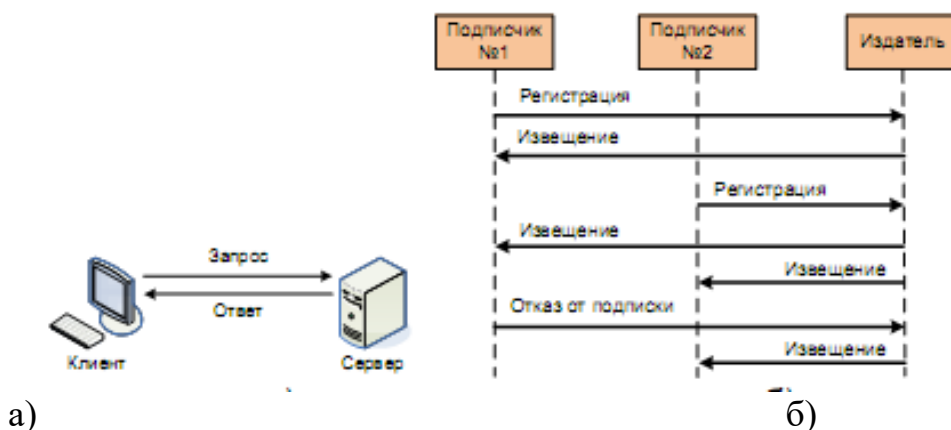 Подписчик
№1
Подписчик
№2
Издатель
Регистрация
Извещение
Регистрация
Извещение
Извещение
Отказ от подписки
Извещение
Запрос
Ответ
Клиент
Сервер
а)
б)